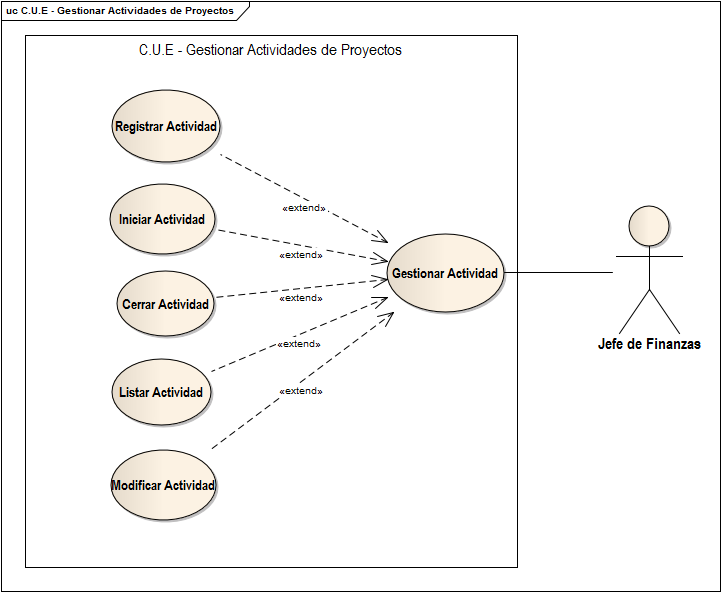 uc C.U.E - Gestionar Actividades de Proyectos
C.U.E - Gestionar Actividades de Proyectos
Registrar Actividad
«extend»
Iniciar Actividad
«extend»
Gestionar Actividad
Cerrar Actividad
«extend»
Jefe de Finanzas
«extend»
Listar Actividad
«extend»
Modificar Actividad